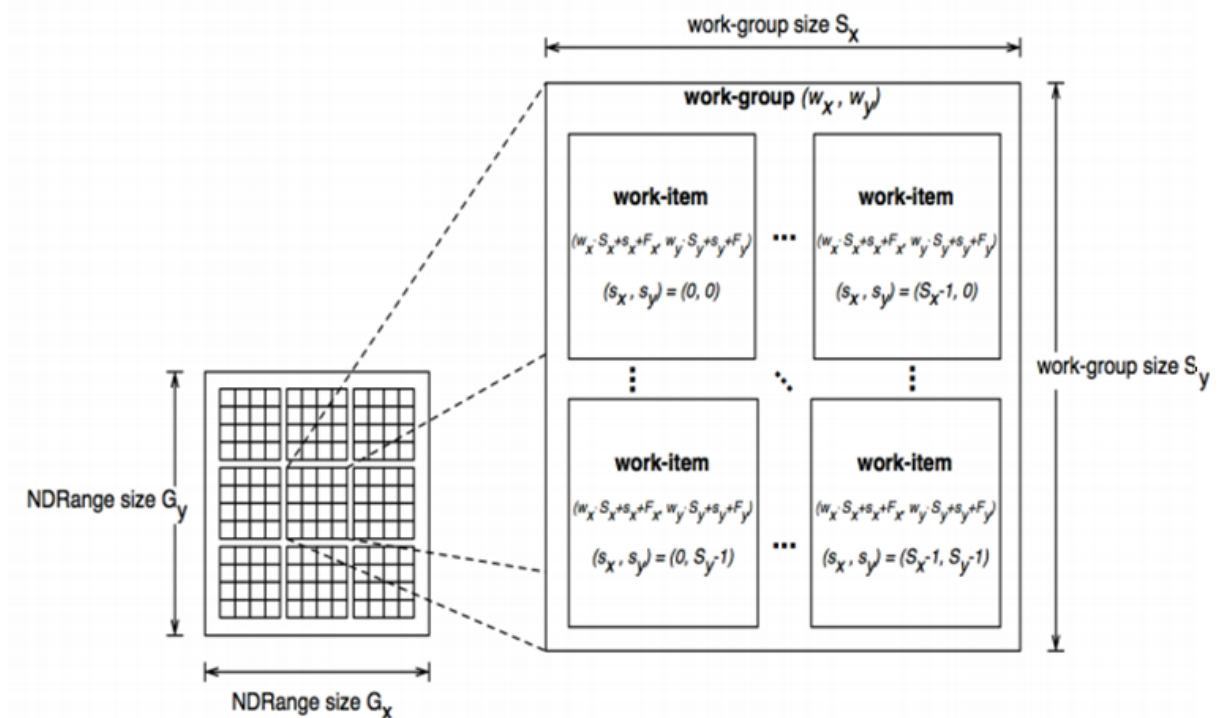 work-group size Sx
work-group (wx , wy)
work-item
work-item
(wx· Sx+sx+Fx, wy· Sy+sy+Fy)
...
(wx· Sx+sx+Fx, wy· Sy+sy+Fy)
(sx , sy) = (0, 0)
(sx , sy) = (Sx-1, 0)
work-group size Sy
work-item
work-item
(wx· Sx+sx+Fx, wy· Sy+sy+Fy)
...
(wx· Sx+sx+Fx, wy· Sy+sy+Fy)
(sx , sy) = (0, Sy-1)
(sx , sy) = (Sx-1, Sy-1)
NDRange size Gy
NDRange size Gx